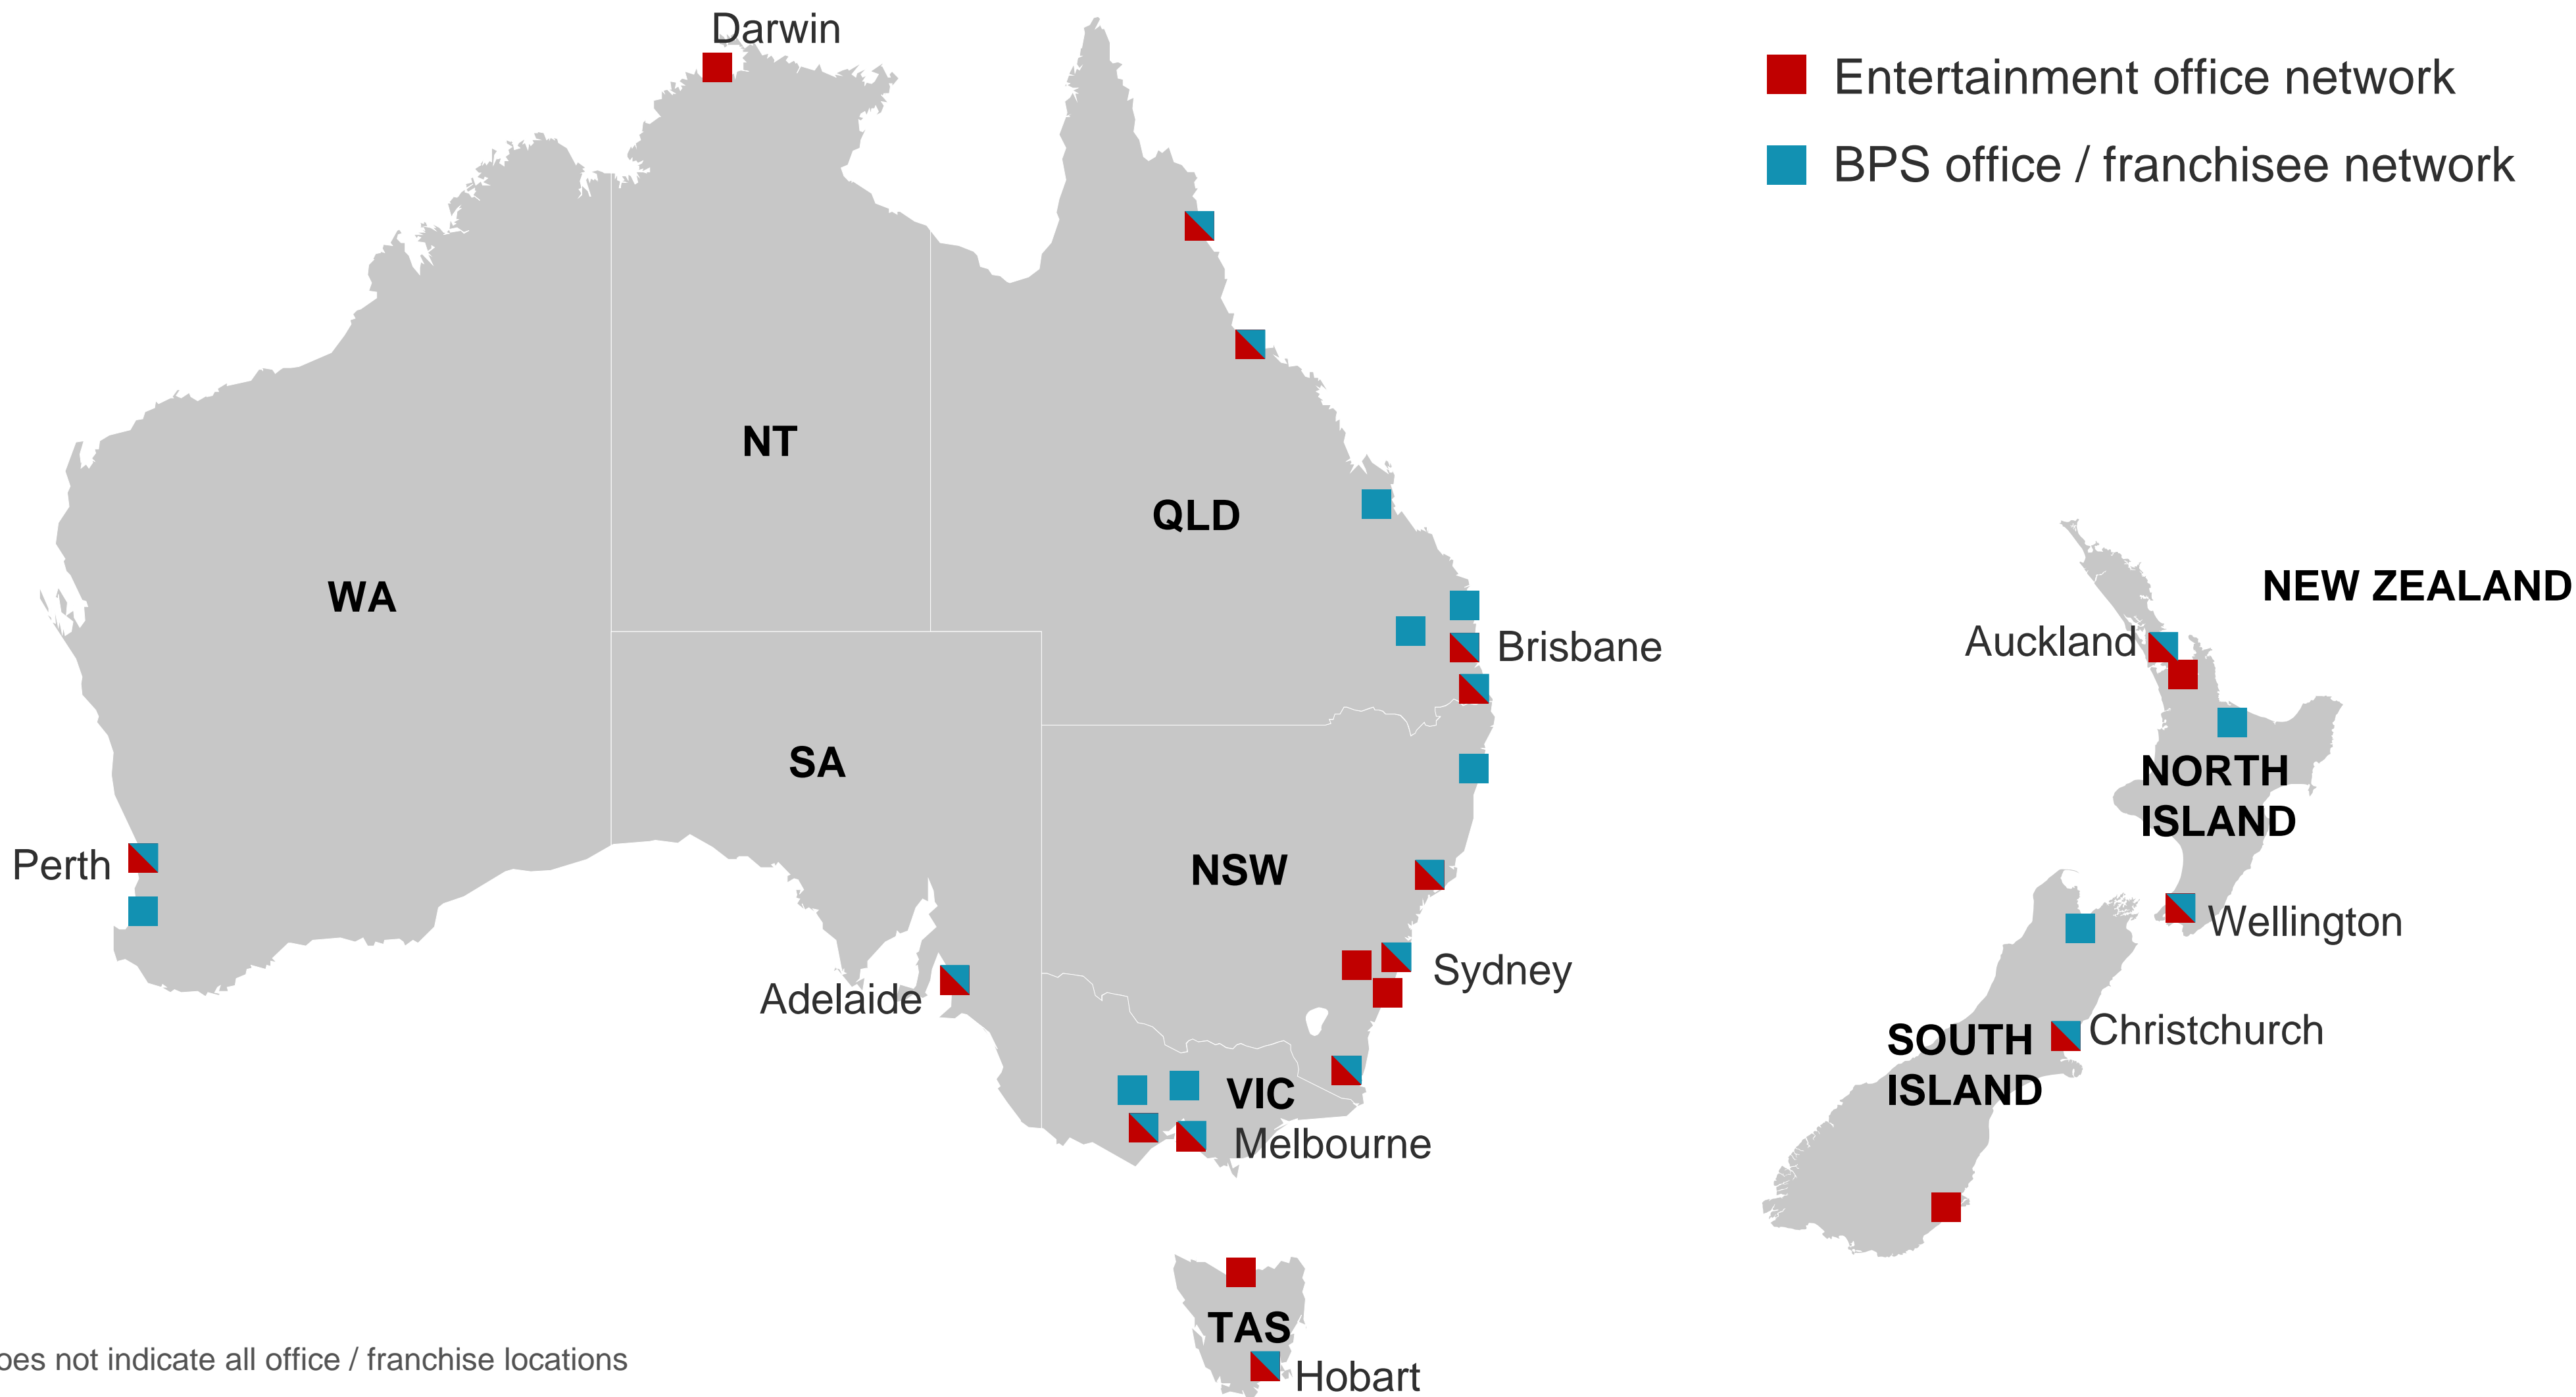 Darwin
Entertainment office network
BPS office / franchisee network
NT
QLD
WA
NEW ZEALAND
Auckland
Brisbane
SA
NORTH
ISLAND
Perth
NSW
Wellington
Sydney
Adelaide
Christchurch
SOUTH
ISLAND
VIC
Melbourne
TAS
Hobart
not indicate all office / franchise locations